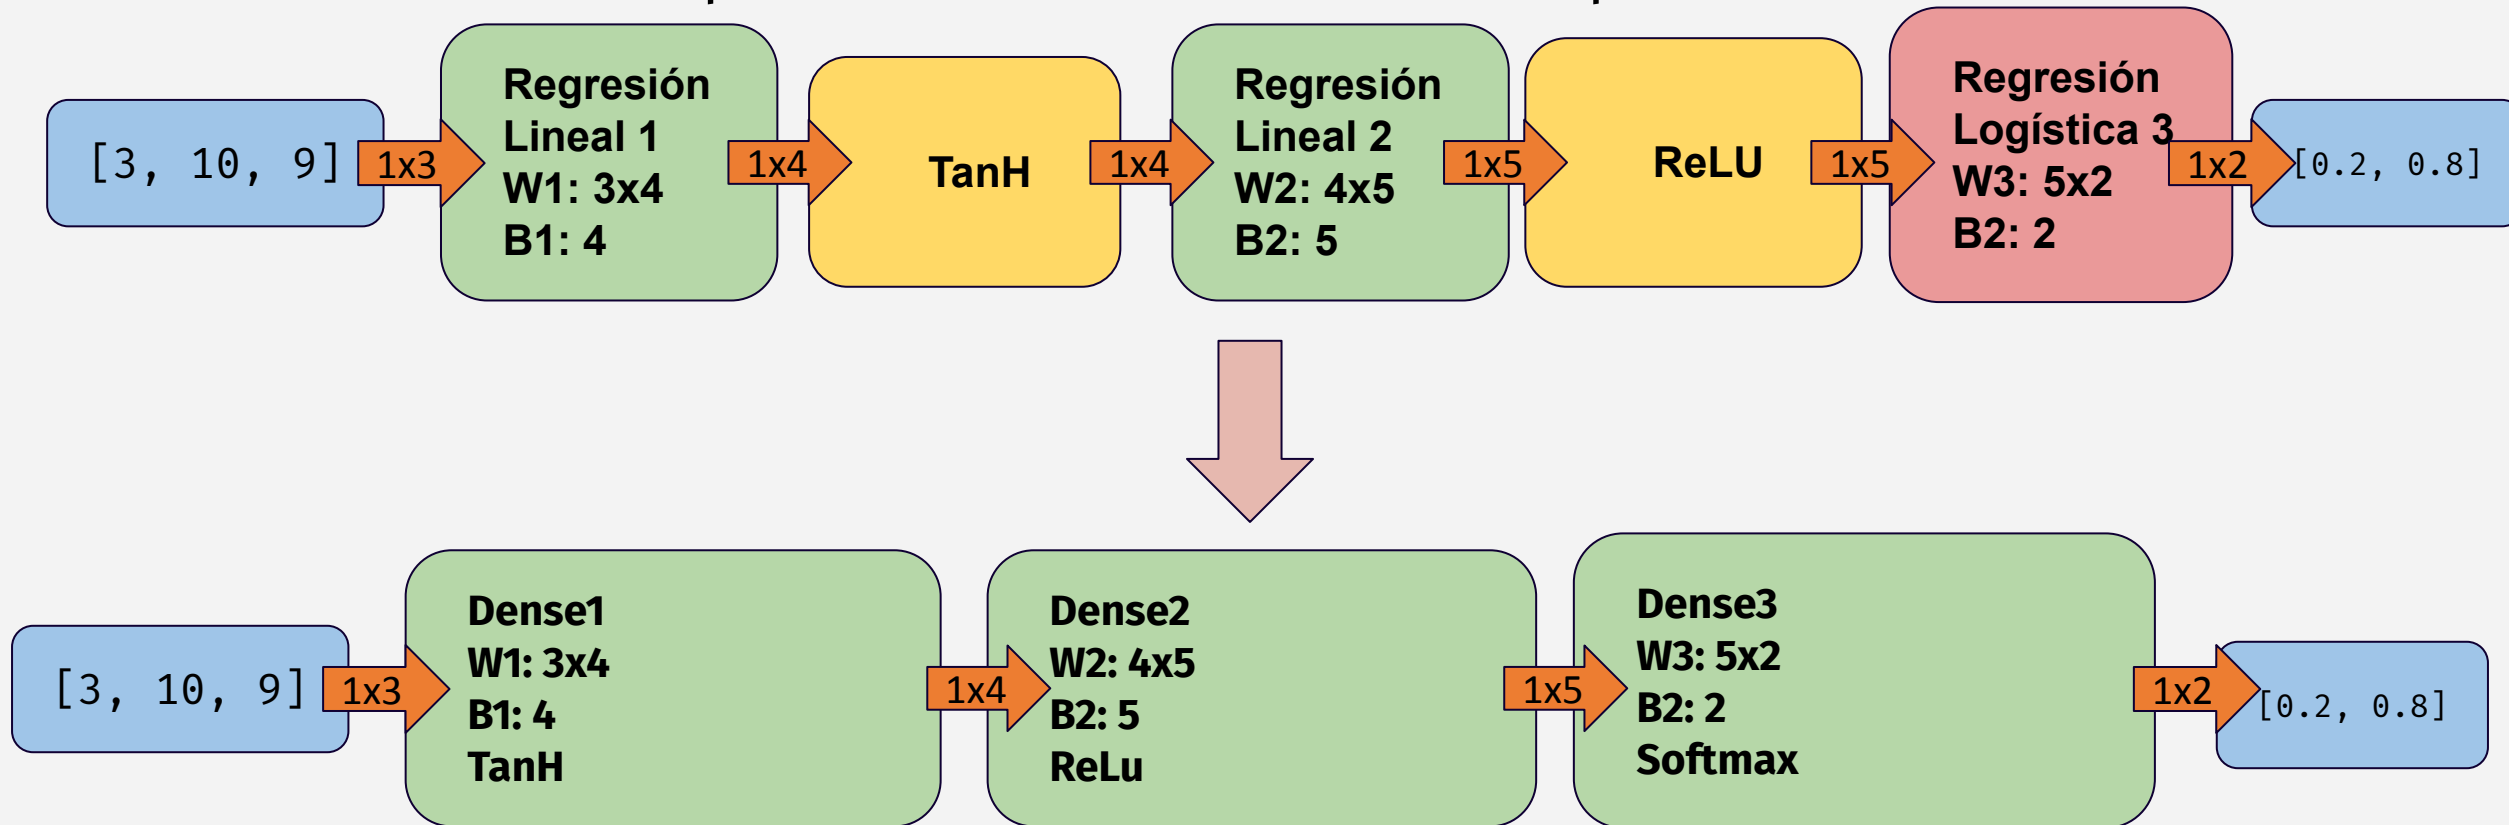 [3, 10, 9]
1x3
Regresión
Lineal 1
W1: 3x4
B1: 4
1x4
TanH
1x4
Regresión
Lineal 2
W2: 4x5
B2: 5
1x5
ReLU
1x5
Regresión
Logística 3
W3: 5x2
B2: 2
1x2
[0.2, 0.8]
[3, 10, 9]
1x3
Dense1
W1: 3x4
B1: 4
TanH
1x4
Dense2
W2: 4x5
B2: 5
ReLu
1x5
Dense3
W3: 5x2
B2: 2
Softmax
1x2
[0.2, 0.8]